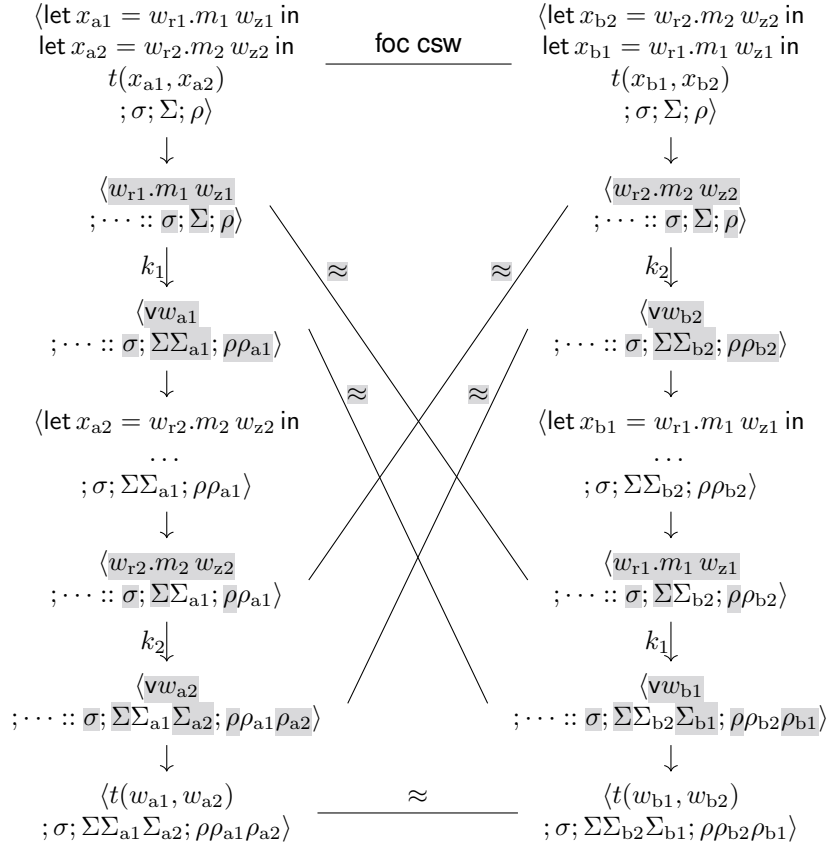 ⟨let x_{a1} = w_{r1}.m_1 w_{z1} in
let x_{a2} = w_{r2}.m_2 w_{z2} in
t(x_{a1}, x_{a2})
; σ; Σ; ρ⟩
foc csw
⟨let x_{b2} = w_{r2}.m_2 w_{z2} in
let x_{b1} = w_{r1}.m_1 w_{z1} in
t(x_{b1}, x_{b2})
; σ; Σ; ρ⟩
↓
↓
⟨w_{r1}.m_1 w_{z1}
; ··· :: σ; Σ; ρ⟩
⟨w_{r2}.m_2 w_{z2}
; ··· :: σ; Σ; ρ⟩
k_1 ↓
≈
≈
k_2 ↓
⟨vw_{a1}
; ··· :: σ; ΣΣ_{a1}; ρρ_{a1}⟩
⟨vw_{b2}
; ··· :: σ; ΣΣ_{b2}; ρρ_{b2}⟩
↓
≈
≈
↓
⟨let x_{a2} = w_{r2}.m_2 w_{z2} in
...
; σ; ΣΣ_{a1}; ρρ_{a1}⟩
⟨let x_{b1} = w_{r1}.m_1 w_{z1} in
...
; σ; ΣΣ_{b2}; ρρ_{b2}⟩
↓
↓
⟨w_{r2}.m_2 w_{z2}
; ··· :: σ; ΣΣ_{a1}; ρρ_{a1}⟩
⟨w_{r1}.m_1 w_{z1}
; ··· :: σ; ΣΣ_{b2}; ρρ_{b2}⟩
k_2 ↓
k_1 ↓
⟨vw_{a2}
; ··· :: σ; ΣΣ_{a1}Σ_{a2}; ρρ_{a1}ρ_{a2}⟩
⟨vw_{b1}
; ··· :: σ; ΣΣ_{b2}Σ_{b1}; ρρ_{b2}ρ_{b1}⟩
↓
↓
⟨t(w_{a1}, w_{a2})
; σ; ΣΣ_{a1}Σ_{a2}; ρρ_{a1}ρ_{a2}⟩
≈
⟨t(w_{b1}, w_{b2})
; σ; ΣΣ_{b2}Σ_{b1}; ρρ_{b2}ρ_{b1}⟩